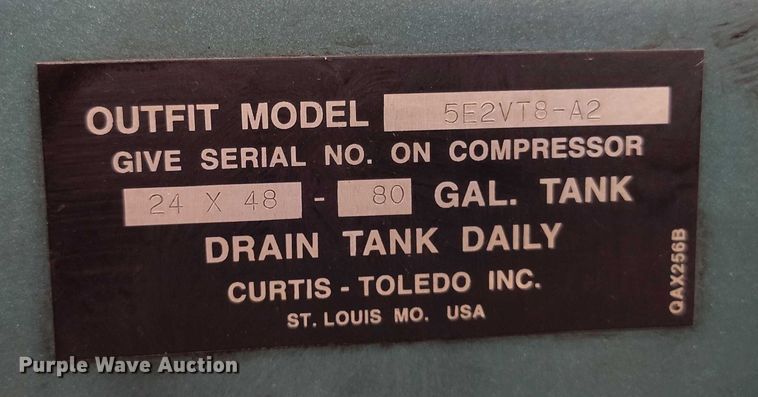 OUTFIT MODEL 5E2VT8-A2
GIVE SERIAL NO. ON COMPRESSOR
24 X 48 - 80 GAL. TANK
DRAIN TANK DAILY
CURTIS - TOLEDO INC.
ST. LOUIS MO. USA
QAX256B
Purple Wave Auction